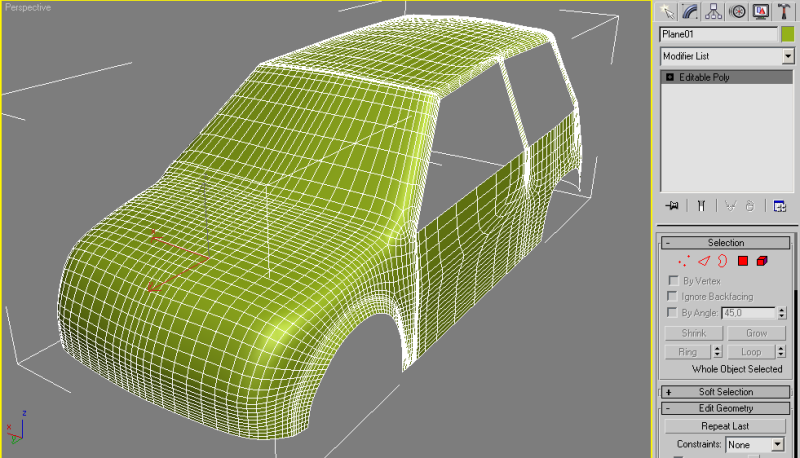 Perspective
Plane01
Modifier List
Editable Poly
- Selection
By Vertex
Ignore Backfacing
By Angle: 45,0
Shrink Grow
Ring Loop
Whole Object Selected
+ Soft Selection
- Edit Geometry
Repeat Last
Constraints: None
z
x